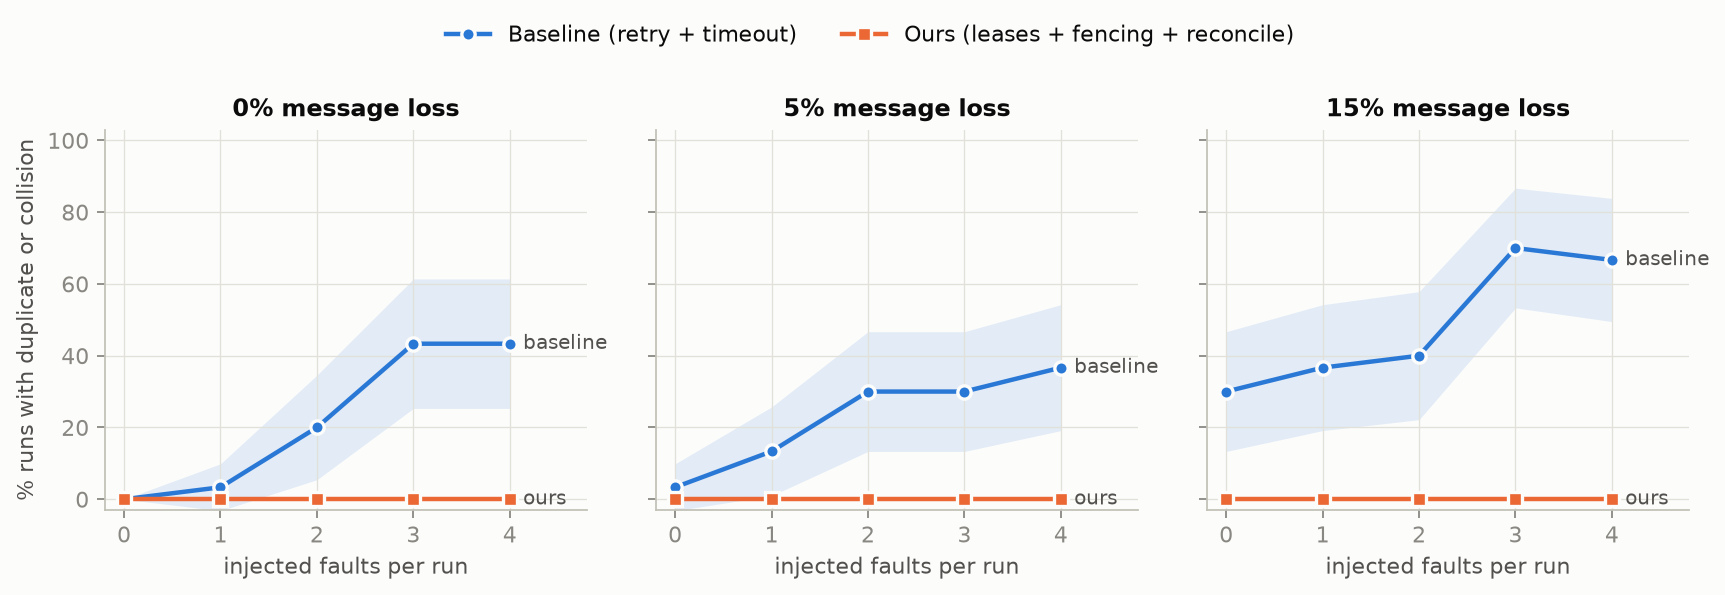 Baseline (retry + timeout)
Ours (leases + fencing + reconcile)
0% message loss
5% message loss
15% message loss
% runs with duplicate or collision
100
80
60
40
20
0
baseline
ours
baseline
ours
baseline
ours
0 1 2 3 4
0 1 2 3 4
0 1 2 3 4
injected faults per run
injected faults per run
injected faults per run